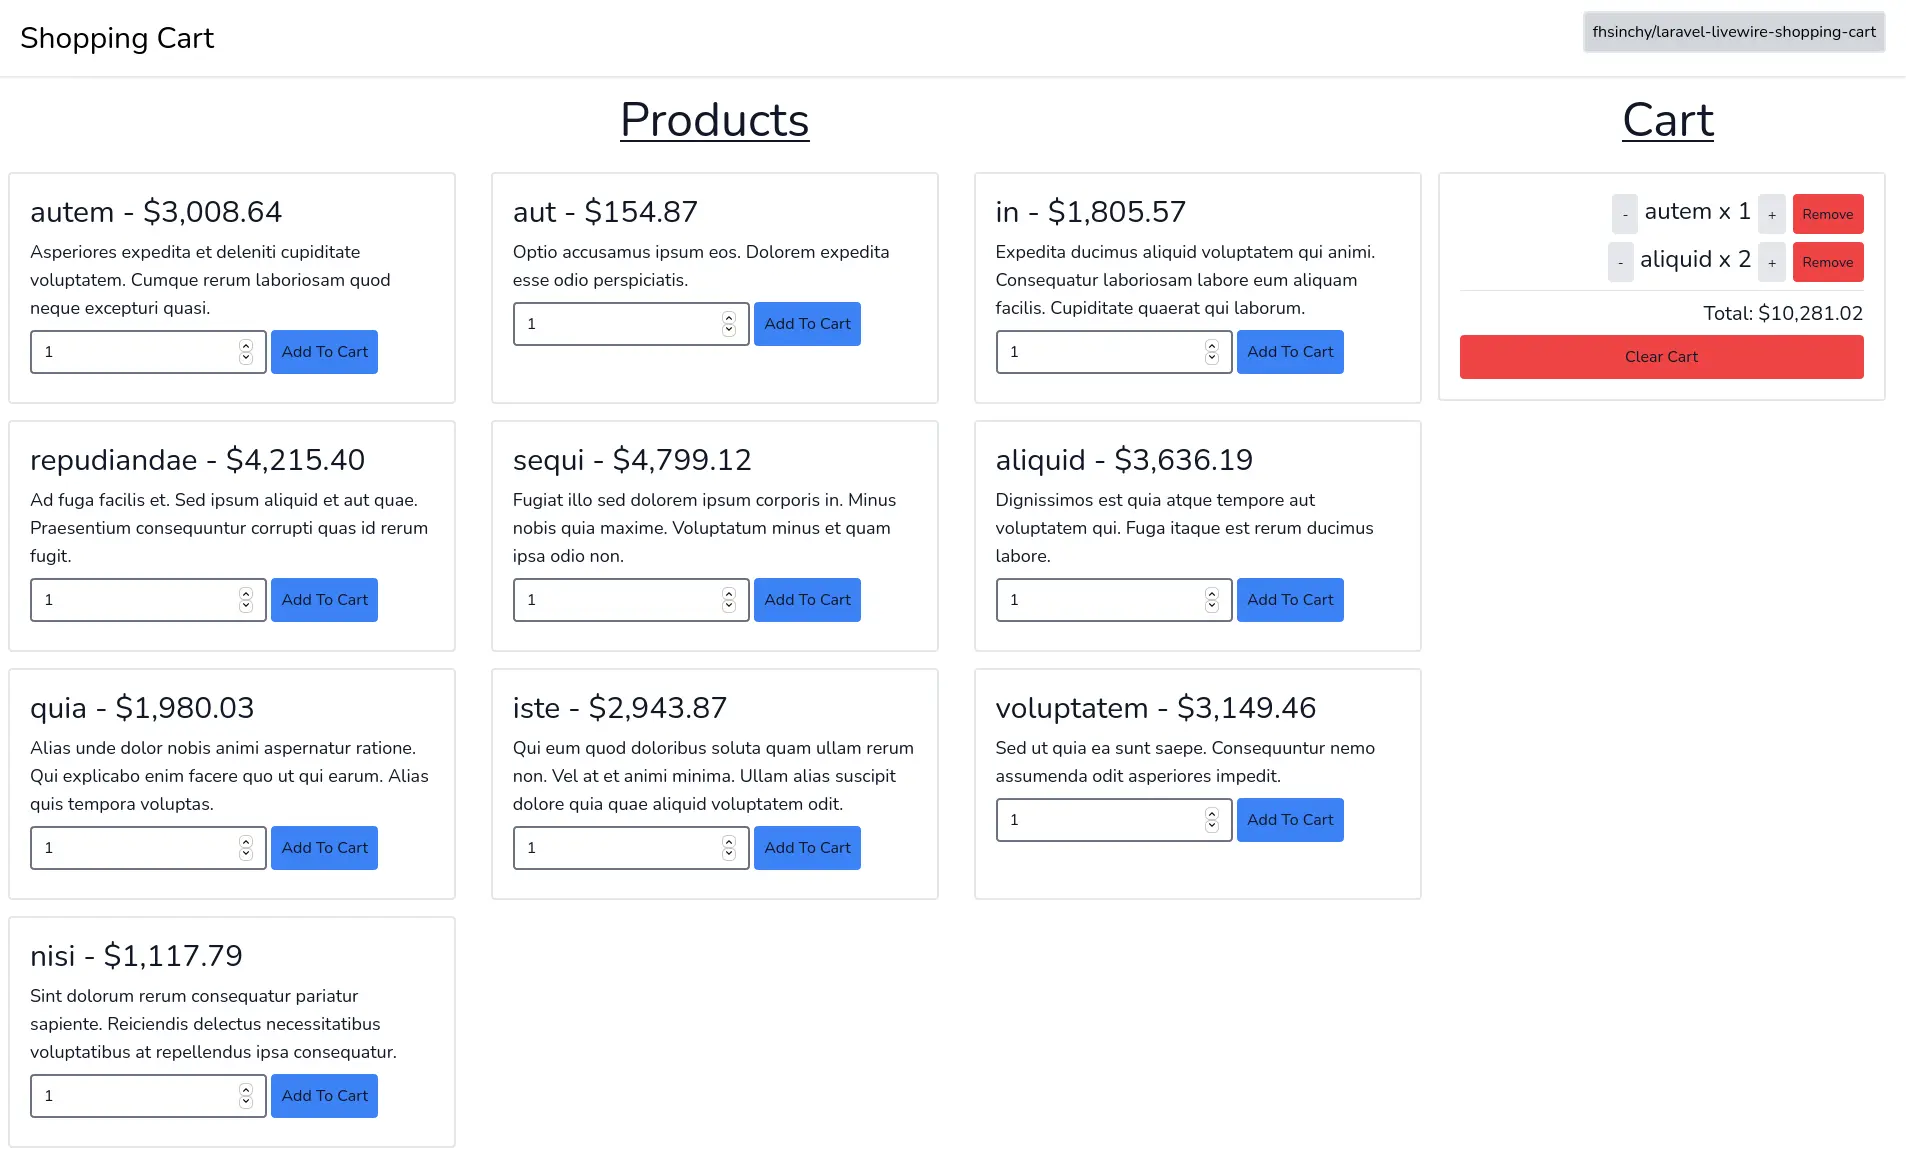 Shopping Cart
fhsinchy/laravel-livewire-shopping-cart
Products
autem - $3,008.64
Asperiores expedita et deleniti cupiditate
voluptatem. Cumque rerum laboriosam quod
neque excepturi quasi.
1
Add To Cart
aut - $154.87
Optio accusamus ipsum eos. Dolorem expedita
esse odio perspiciatis.
1
Add To Cart
in - $1,805.57
Expedita ducimus aliquid voluptatem qui animi.
Consequatur laboriosam labore eum aliquam
facilis. Cupiditate quaerat qui laborum.
1
Add To Cart
repudiandae - $4,215.40
Ad fuga facilis et. Sed ipsum aliquid et aut quae.
Praesentium consequuntur corrupti quas id rerum
fugit.
1
Add To Cart
sequi - $4,799.12
Fugiat illo sed dolorem ipsum corporis in. Minus
nobis quia maxime. Voluptatum minus et quam
ipsa odio non.
1
Add To Cart
aliquid - $3,636.19
Dignissimos est quia atque tempore aut
voluptatem qui. Fuga itaque est rerum ducimus
labore.
1
Add To Cart
quia - $1,980.03
Alias unde dolor nobis animi aspernatur ratione.
Qui explicabo enim facere quo ut qui earum. Alias
quis tempora voluptas.
1
Add To Cart
iste - $2,943.87
Qui eum quod doloribus soluta quam ullam rerum
non. Vel at et animi minima. Ullam alias suscipit
dolore quia quae aliquid voluptatem odit.
1
Add To Cart
voluptatem - $3,149.46
Sed ut quia ea sunt saepe. Consequuntur nemo
assumenda odit asperiores impedit.
1
Add To Cart
nisi - $1,117.79
Sint dolorum rerum consequatur pariatur
sapiente. Reiciendis delectus necessitatibus
voluptatibus at repellendus ipsa consequatur.
1
Add To Cart
Cart
- autem x 1 + Remove
- aliquid x 2 + Remove
Total: $10,281.02
Clear Cart